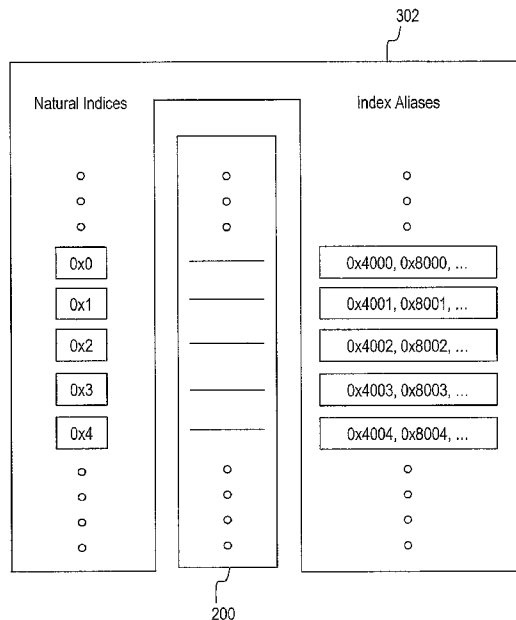 302
Natural Indices
Index Aliases
0x0
0x4000, 0x8000, ...
0x1
0x4001, 0x8001, ...
0x2
0x4002, 0x8002, ...
0x3
0x4003, 0x8003, ...
0x4
0x4004, 0x8004, ...
200